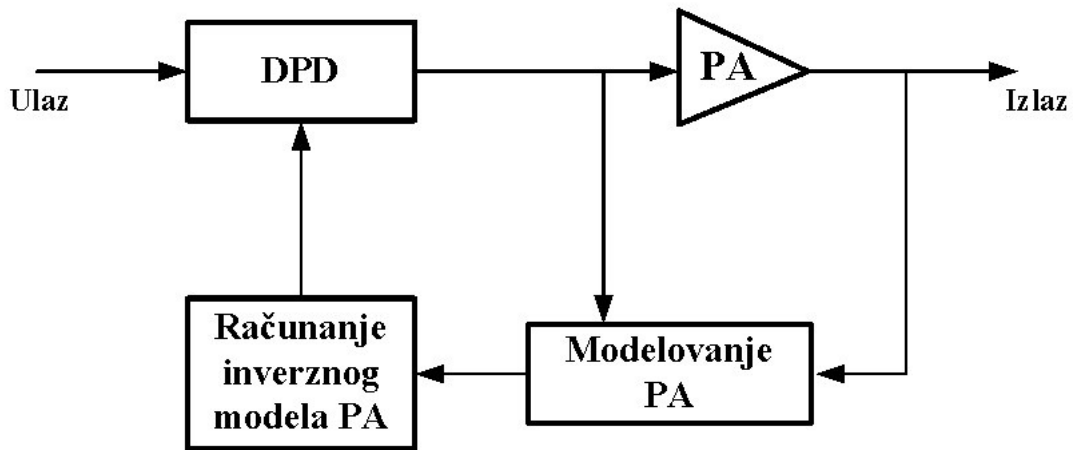 DPD
PA
Ulaz
Izlaz
Računanje
inverznog
modela PA
Modelovanje
PA